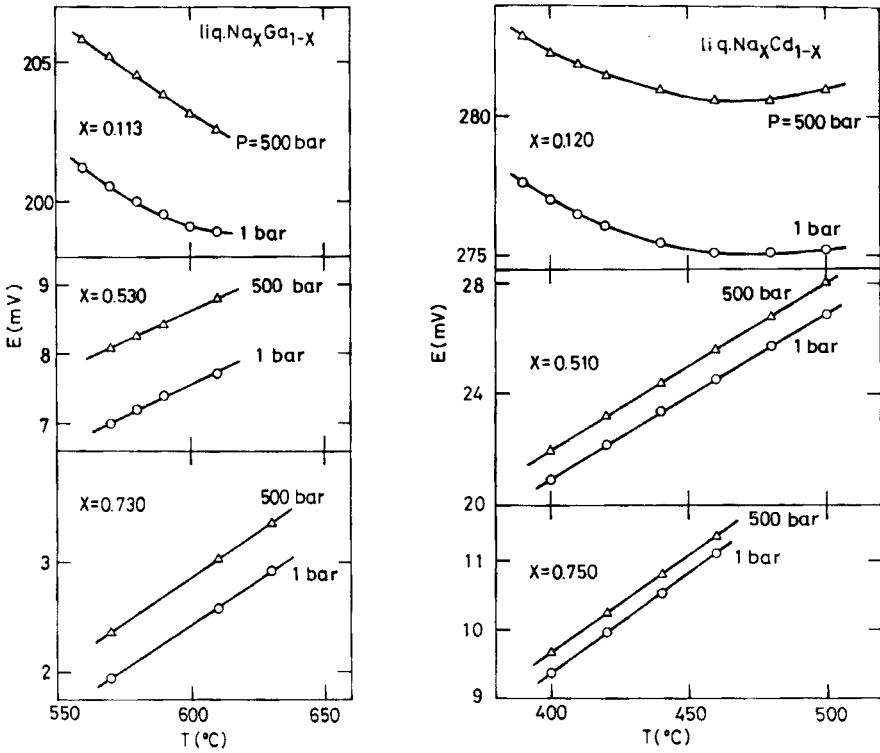 liq.NaXGa1-X
205
X=0.113
P=500 bar
200
1 bar
9
X=0.530
500 bar
8
1 bar
7
E(mV)
X=0.730
500 bar
3
1 bar
2
550
600
650
T(°C)
liq.NaXCd1-X
280
P=500 bar
X=0.120
1 bar
275
28
500 bar
1 bar
X=0.510
24
E(mV)
20
500 bar
11
1 bar
X=0.750
10
9
400
450
500
T(°C)